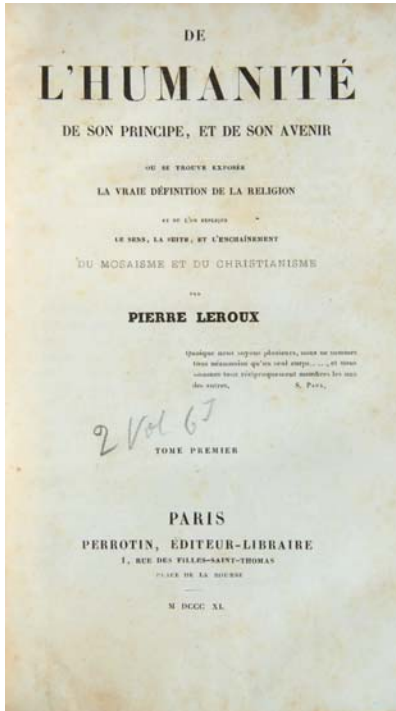 DE
L'HUMANITÉ
DE SON PRINCIPE, ET DE SON AVENIR
OU SE TROUVE EXPOSÉE
LA VRAIE DÉFINITION DE LA RELIGION
ET OU L'ON EXPLIQUE
LE SENS, LA SUITE, ET L'ENCHAÎNEMENT
DU MOSAISME ET DU CHRISTIANISME
PAR
PIERRE LEROUX
Quoique nous soyons plusieurs, nous ne sommes
tous néanmoins qu'un seul corps....., et nous
sommes tous réciproquement membres les uns
des autres, S. PAUL,
2 Vol 6
TOME PREMIER
PARIS
PERROTIN, ÉDITEUR-LIBRAIRE
1, RUE DES FILLES-SAINT-THOMAS
PLACE DE LA BOURSE
M DCCC XL.